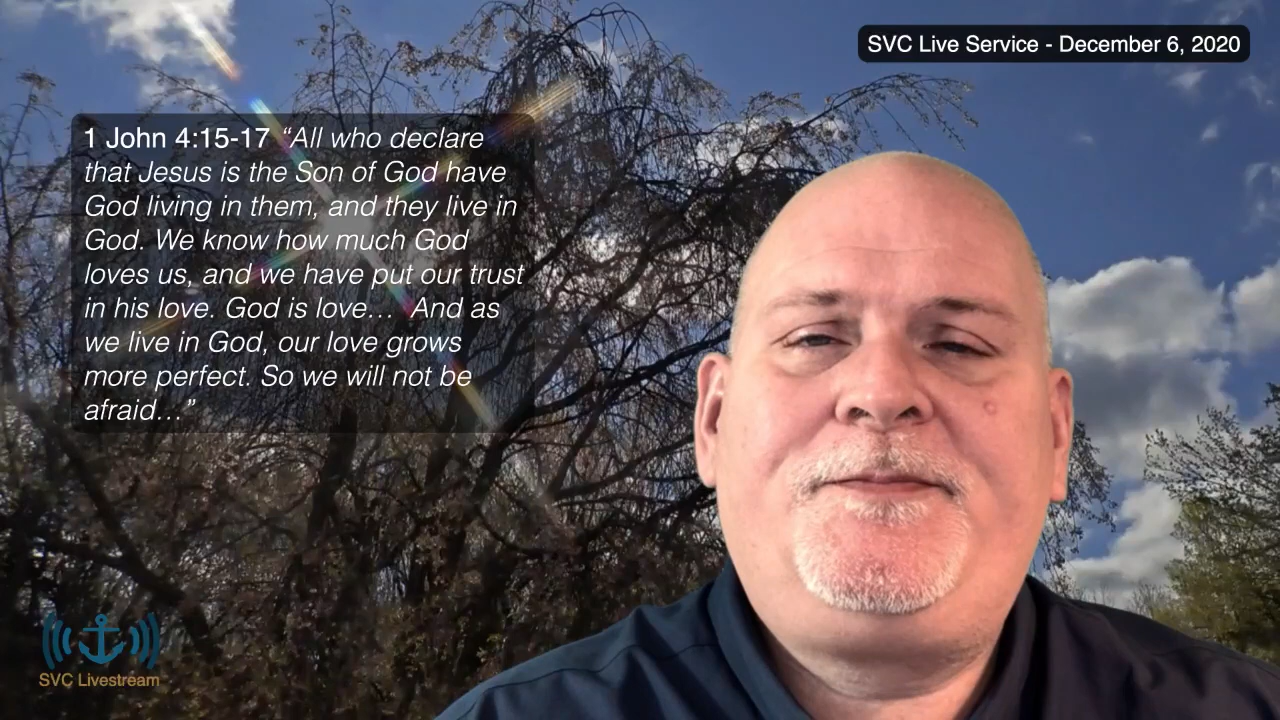 SVC Live Service - December 6, 2020
1 John 4:15-17 “All who declare
that Jesus is the Son of God have
God living in them, and they live in
God. We know how much God
loves us, and we have put our trust
in his love. God is love… And as
we live in God, our love grows
more perfect. So we will not be
afraid…”
SVC Livestream